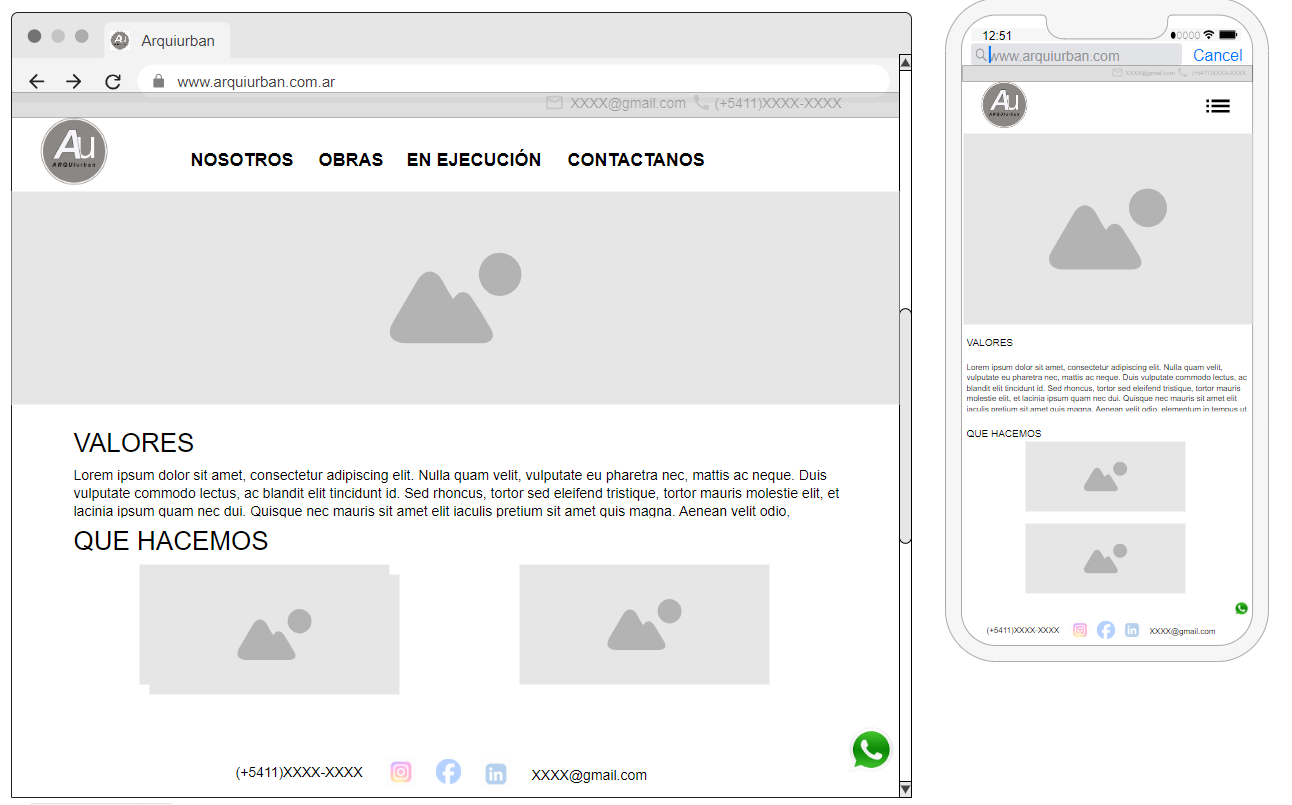 Arquiurban
www.arquiurban.com.ar
XXXX@gmail.com (+5411)XXXX-XXXX
Au
ARQUIurban
NOSOTROS OBRAS EN EJECUCIÓN CONTACTANOS
VALORES
Lorem ipsum dolor sit amet, consectetur adipiscing elit. Nulla quam velit, vulputate eu pharetra nec, mattis ac neque. Duis
vulputate commodo lectus, ac blandit elit tincidunt id. Sed rhoncus, tortor sed eleifend tristique, tortor mauris molestie elit, et
lacinia ipsum quam nec dui. Quisque nec mauris sit amet elit iaculis pretium sit amet quis magna. Aenean velit odio,
QUE HACEMOS
(+5411)XXXX-XXXX XXXX@gmail.com
12:51
www.arquiurban.com Cancel
XXXX@gmail.com (+5411)XXXX-XXXX
Au
ARQUIurban
VALORES
Lorem ipsum dolor sit amet, consectetur adipiscing elit. Nulla quam velit,
vulputate eu pharetra nec, mattis ac neque. Duis vulputate commodo lectus, ac
blandit elit tincidunt id. Sed rhoncus, tortor sed eleifend tristique, tortor mauris
molestie elit, et lacinia ipsum quam nec dui. Quisque nec mauris sit amet elit
iaculis pretium sit amet quis magna. Aenean velit odio, elementum in tempus ut,
QUE HACEMOS
(+5411)XXXX-XXXX XXXX@gmail.com